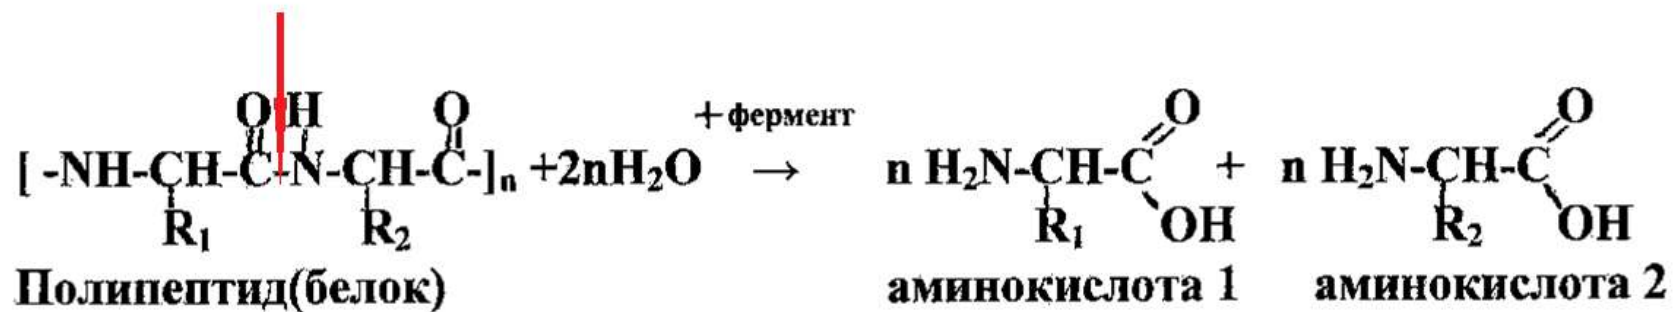 O H O +фермент O O
[ -NH-CH-C-N-CH-C-]n +2nH₂O → n H₂N-CH-C + n H₂N-CH-C
R₁ R₂ R₁ OH R₂ OH
Полипептид(белок) аминокислота 1 аминокислота 2